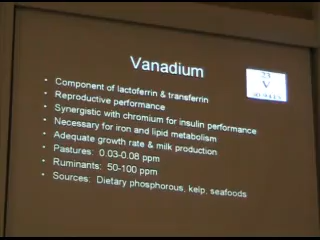 Vanadium
23
V
• Component of lactoferrin & transferrin
• Reproductive performance
• Synergistic with chromium for insulin performance
• Necessary for iron and lipid metabolism
• Adequate growth rate & milk production
• Pastures: 0.03-0.08 ppm
• Ruminants: 50-100 ppm
• Sources: Dietary phosphorous, kelp, seafoods